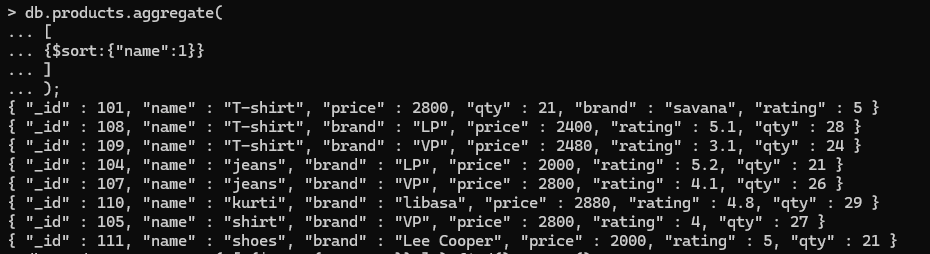 > db.products.aggregate(
... [
... {$sort:{"name":1}}
... ]
... );
{ "_id" : 101, "name" : "T-shirt", "price" : 2800, "qty" : 21, "brand" : "savana", "rating" : 5 }
{ "_id" : 108, "name" : "T-shirt", "brand" : "LP", "price" : 2400, "rating" : 5.1, "qty" : 28 }
{ "_id" : 109, "name" : "T-shirt", "brand" : "VP", "price" : 2480, "rating" : 3.1, "qty" : 24 }
{ "_id" : 104, "name" : "jeans", "brand" : "LP", "price" : 2000, "rating" : 5.2, "qty" : 21 }
{ "_id" : 107, "name" : "jeans", "brand" : "VP", "price" : 2800, "rating" : 4.1, "qty" : 26 }
{ "_id" : 110, "name" : "kurti", "brand" : "libasa", "price" : 2880, "rating" : 4.8, "qty" : 29 }
{ "_id" : 105, "name" : "shirt", "brand" : "VP", "price" : 2800, "rating" : 4, "qty" : 27 }
{ "_id" : 111, "name" : "shoes", "brand" : "Lee Cooper", "price" : 2000, "rating" : 5, "qty" : 21 }